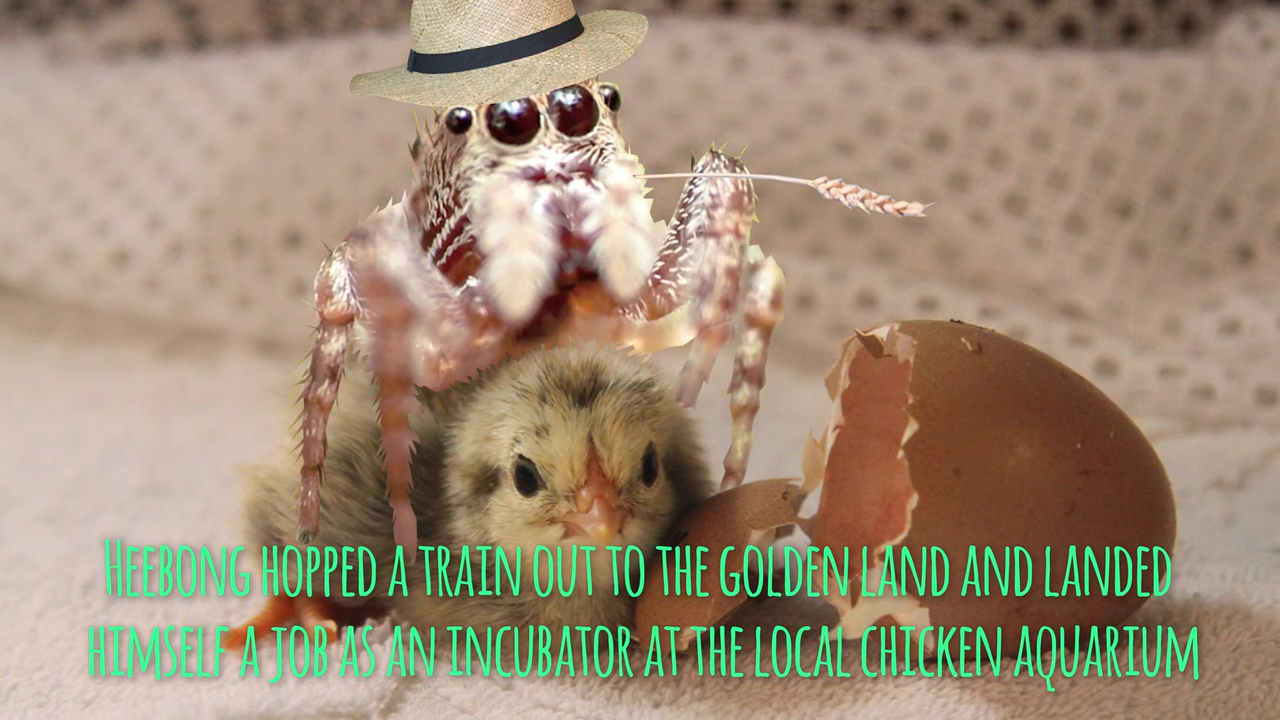 Heebong hopped a train out to the golden land and landed
himself a job as an incubator at the local chicken aquarium